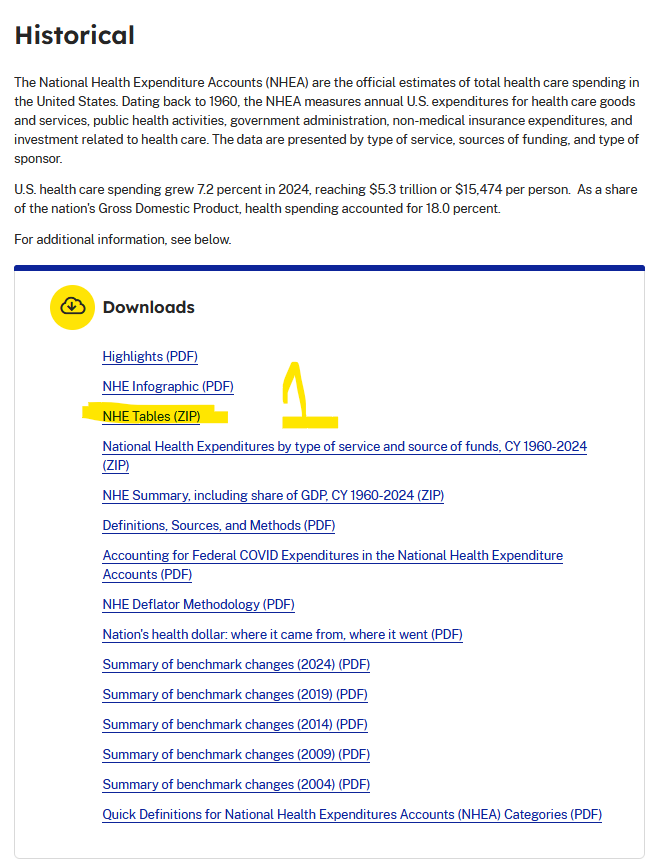 Historical
The National Health Expenditure Accounts (NHEA) are the official estimates of total health care spending in
the United States. Dating back to 1960, the NHEA measures annual U.S. expenditures for health care goods
and services, public health activities, government administration, non-medical insurance expenditures, and
investment related to health care. The data are presented by type of service, sources of funding, and type of
sponsor.
U.S. health care spending grew 7.2 percent in 2024, reaching $5.3 trillion or $15,474 per person.  As a share
of the nation's Gross Domestic Product, health spending accounted for 18.0 percent.
For additional information, see below.
Downloads
Highlights (PDF)
NHE Infographic (PDF)
NHE Tables (ZIP)
1
National Health Expenditures by type of service and source of funds, CY 1960-2024
(ZIP)
NHE Summary, including share of GDP, CY 1960-2024 (ZIP)
Definitions, Sources, and Methods (PDF)
Accounting for Federal COVID Expenditures in the National Health Expenditure
Accounts (PDF)
NHE Deflator Methodology (PDF)
Nation's health dollar: where it came from, where it went (PDF)
Summary of benchmark changes (2024) (PDF)
Summary of benchmark changes (2019) (PDF)
Summary of benchmark changes (2014) (PDF)
Summary of benchmark changes (2009) (PDF)
Summary of benchmark changes (2004) (PDF)
Quick Definitions for National Health Expenditures Accounts (NHEA) Categories (PDF)